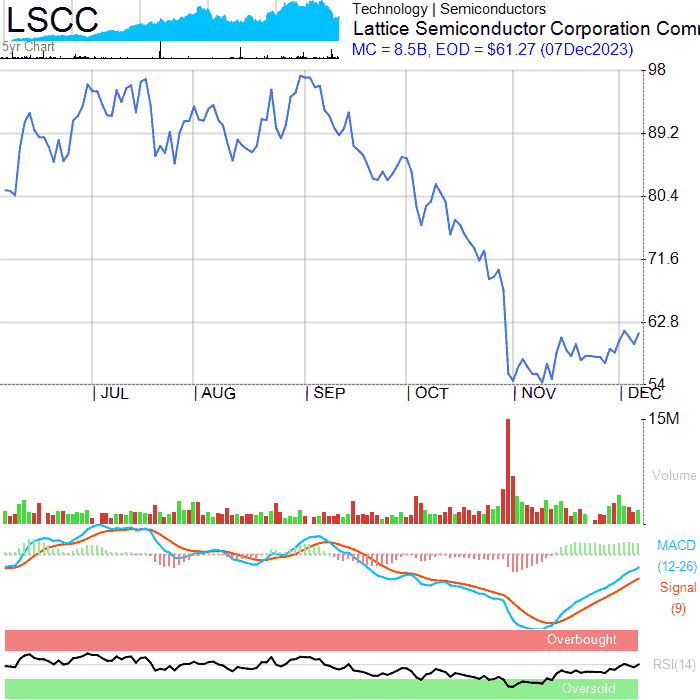 LSCC
5yr Chart
Technology | Semiconductors
Lattice Semiconductor Corporation Com
MC = 8.5B, EOD = $61.27 (07Dec2023)
98
89.2
80.4
71.6
62.8
54
JUL AUG SEP OCT NOV DEC
15M
Volume
MACD
(12-26)
Signal
(9)
Overbought
RSI(14)
Oversold